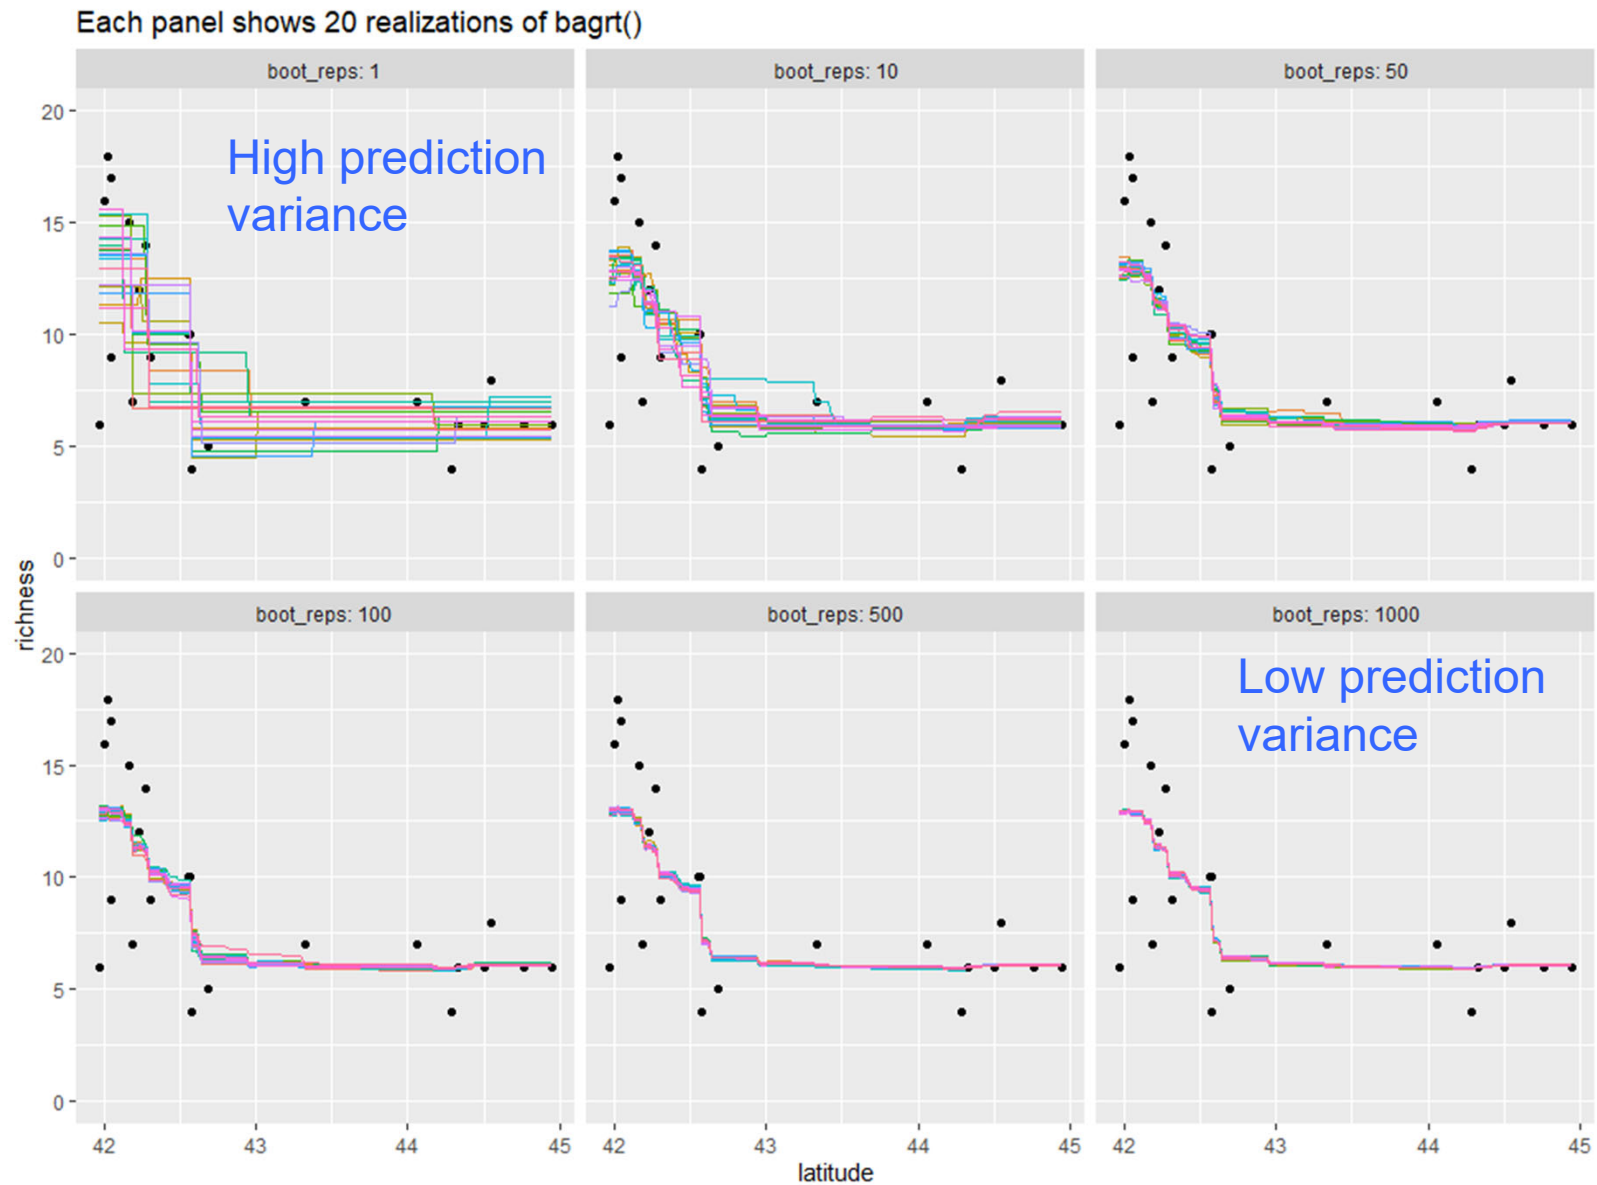 Each panel shows 20 realizations of bagrt()
boot_reps: 1
boot_reps: 10
boot_reps: 50
20
15
10
5
0
High prediction
variance
richness
boot_reps: 100
boot_reps: 500
boot_reps: 1000
20
15
10
5
0
Low prediction
variance
42
43
44
45
42
43
44
45
42
43
44
45
latitude